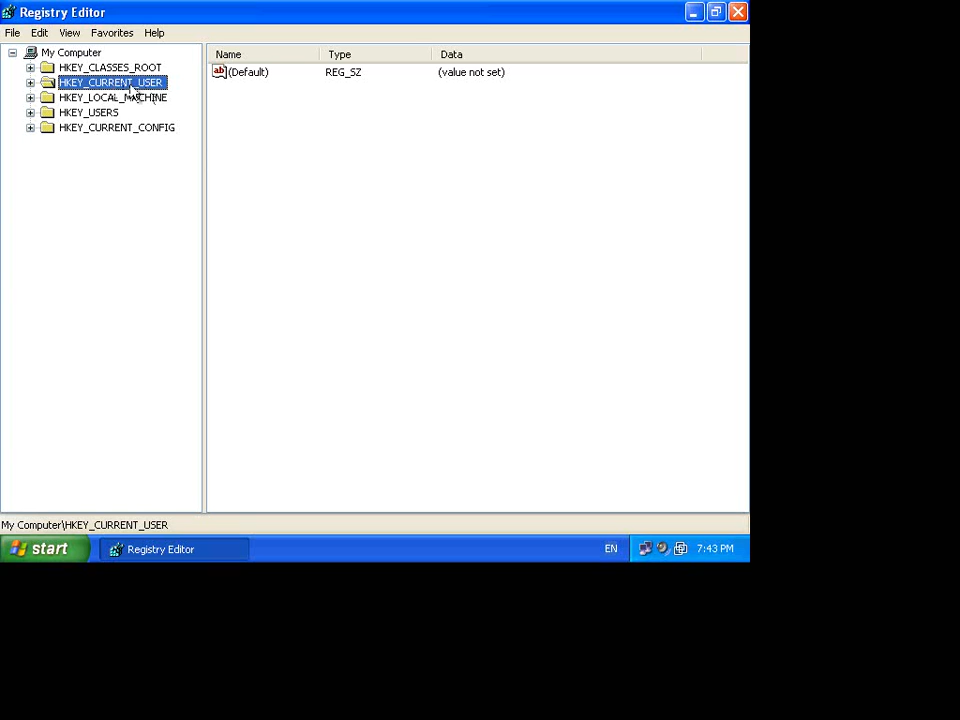 Registry Editor
File Edit View Favorites Help
My Computer
HKEY_CLASSES_ROOT
HKEY_CURRENT_USER
HKEY_LOCAL_MACHINE
HKEY_USERS
HKEY_CURRENT_CONFIG
Name Type Data
ab (Default) REG_SZ (value not set)
My Computer\HKEY_CURRENT_USER
start Registry Editor EN 7:43 PM